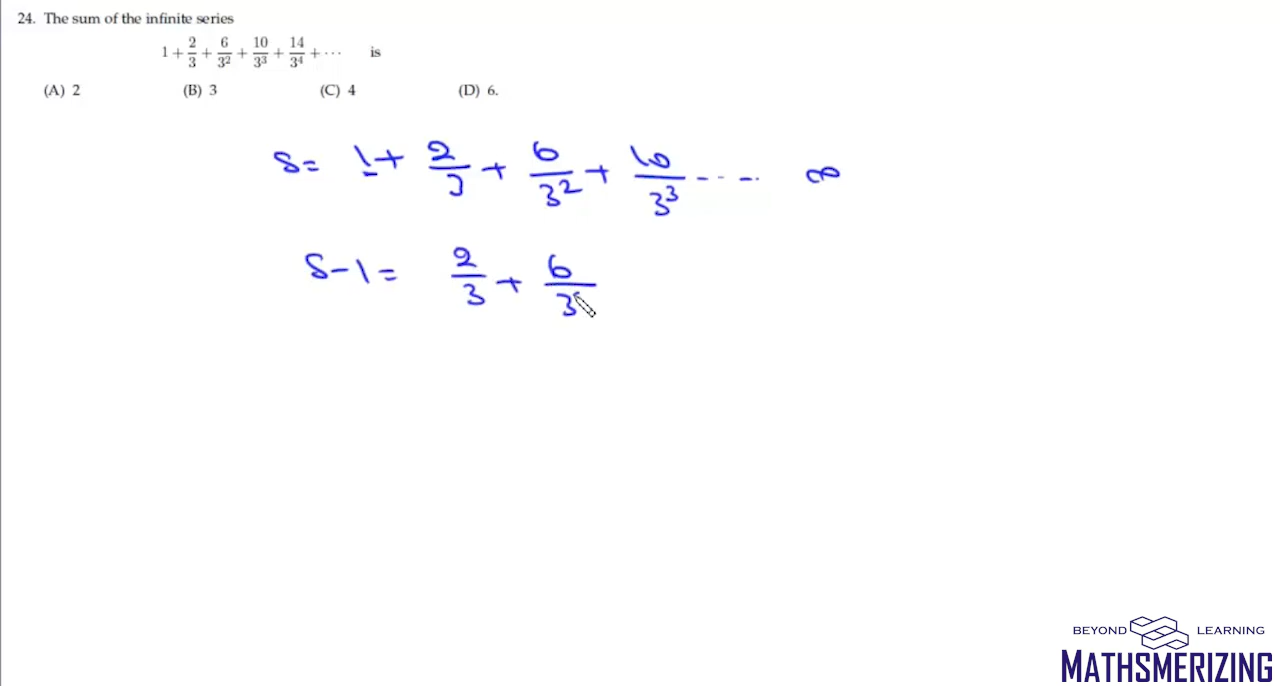 24. The sum of the infinite series
1 + 2/3 + 6/3² + 10/3³ + 14/3⁴ + ⋯ is
(A) 2 (B) 3 (C) 4 (D) 6.
S = 1 + 2/3 + 6/3² + 10/3³ ---- ∞
S - 1 = 2/3 + 6/3
BEYOND LEARNING
MATHSMERIZING